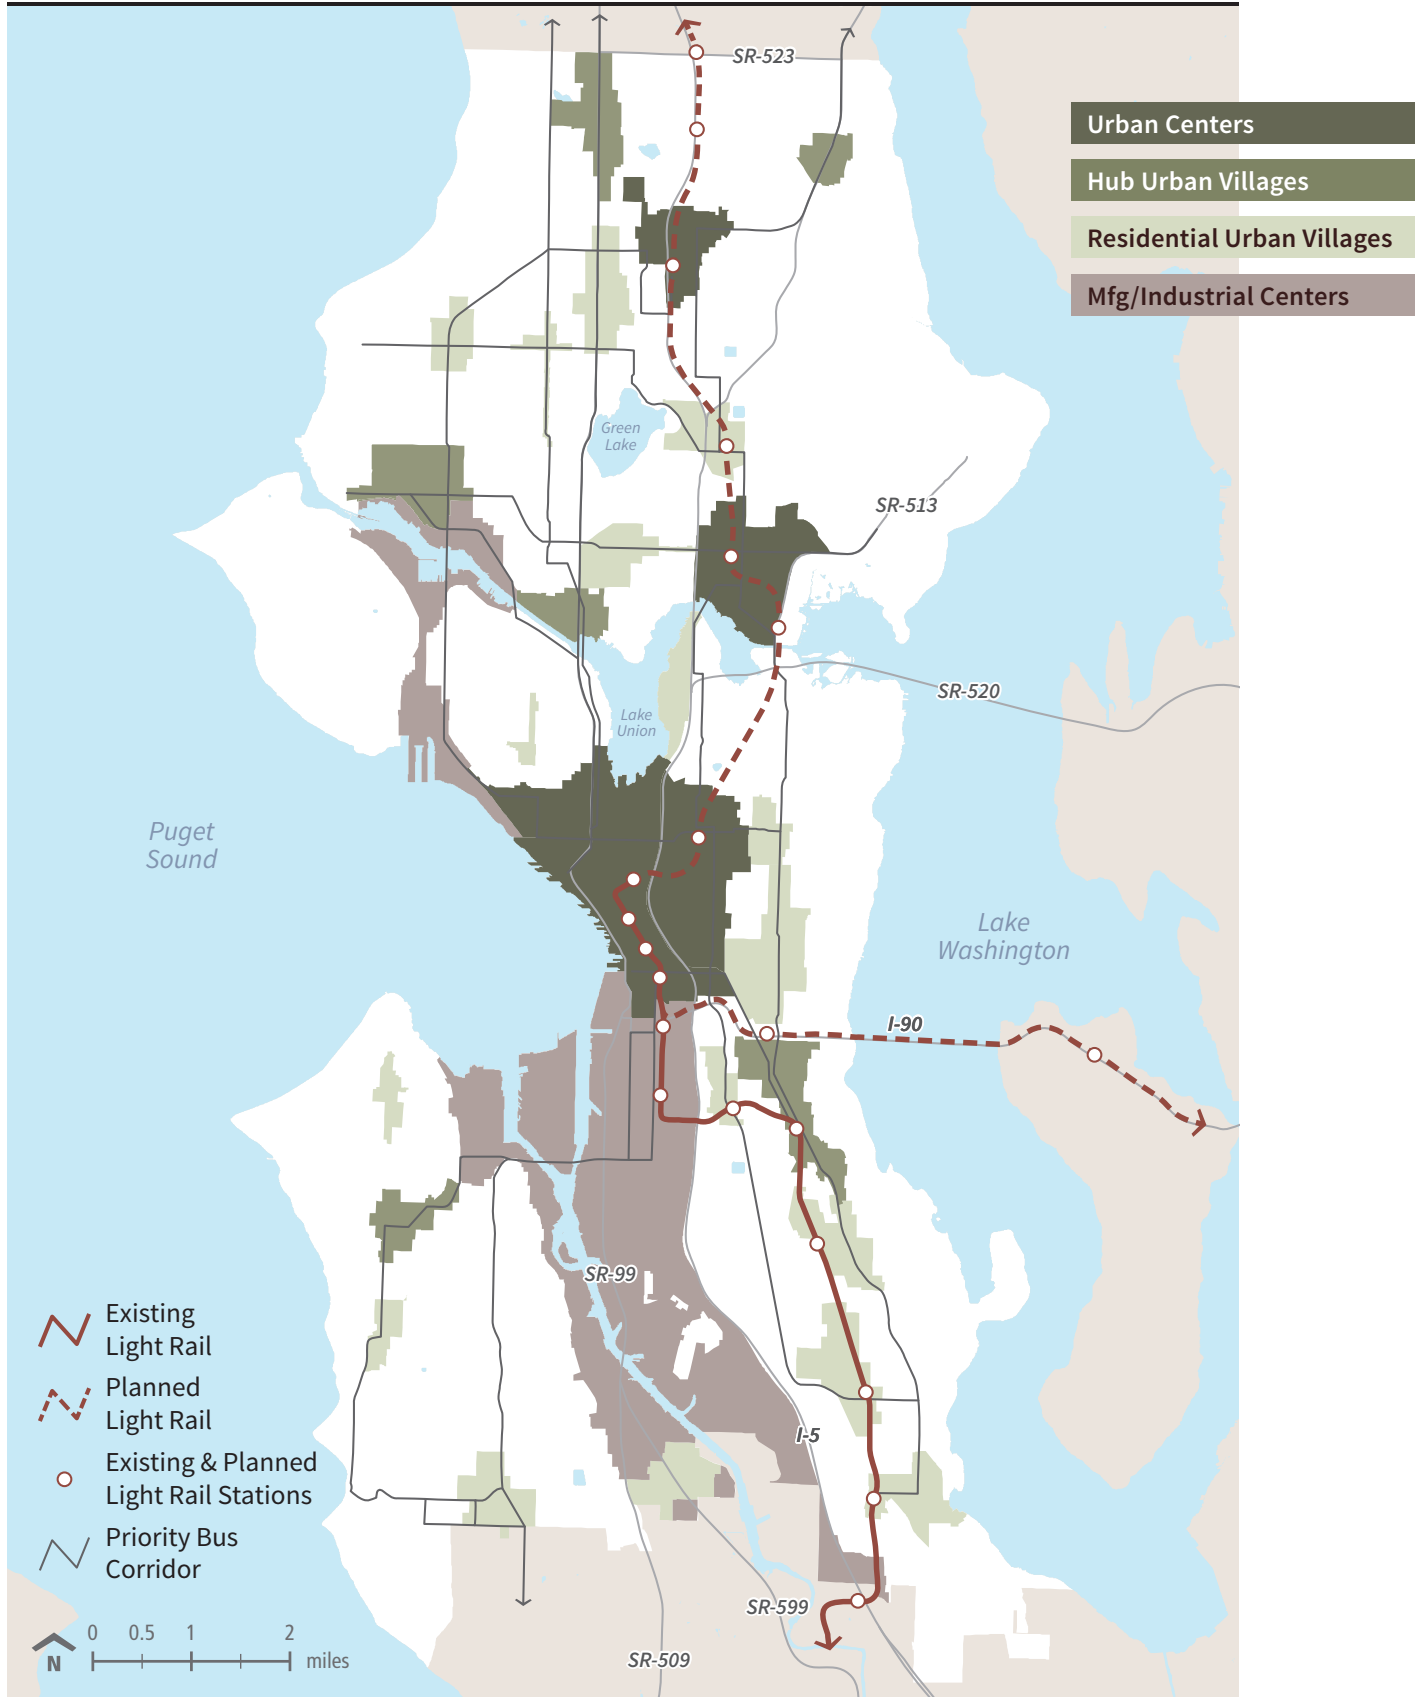 SR-523
Urban Centers
Hub Urban Villages
Residential Urban Villages
Mfg/Industrial Centers
Green
Lake
SR-513
SR-520
Lake
Union
Puget
Sound
Lake
Washington
I-90
SR-99
Existing
Light Rail
Planned
Light Rail
I-5
Existing & Planned
Light Rail Stations
Priority Bus
Corridor
SR-599
0 0.5 1 2
miles
N
SR-509